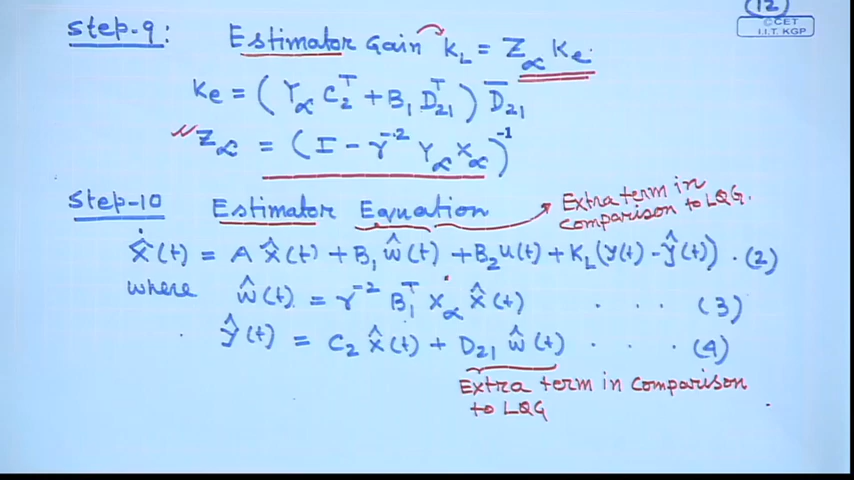 (12)
CCET
I.I.T. KGP
Step-9: Estimator Gain K_L = Z_∝ K_e.
K_e = (Y_∝ C_2^T + B_1 D_21^T) D̅_21
Z_∝ = (I - γ^-2 Y_∝ X_∝)^-1
Step-10 Estimator Equation
Extra term in
comparison to LQG.
ẋ̂(t) = A x̂(t) + B_1 ŵ(t) + B_2 u(t) + K_L (y(t) - ŷ(t)) · (2)
where ŵ(t) = γ^-2 B_1^T X_∝ x̂(t) . . . (3)
ŷ(t) = C_2 x̂(t) + D_21 ŵ(t) . . . (4)
Extra term in comparison
to LQG